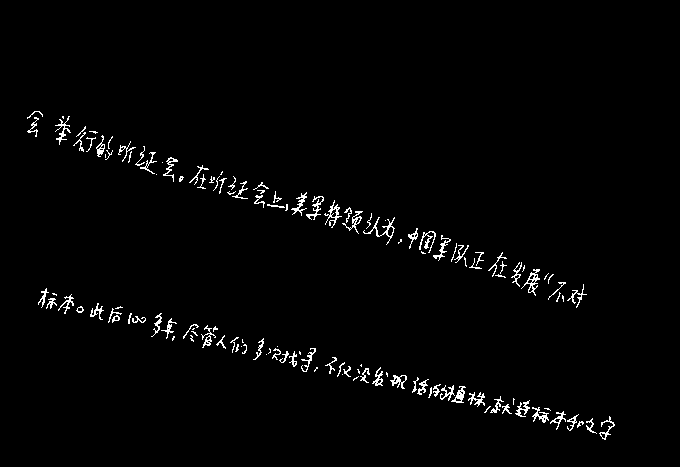 会举行的听证会。在听证会上,美军将领认为,中国军队正在发展“不对
标本。此后100多年,尽管人们多次找寻,不仅没发现活的植株,就连标本和文字